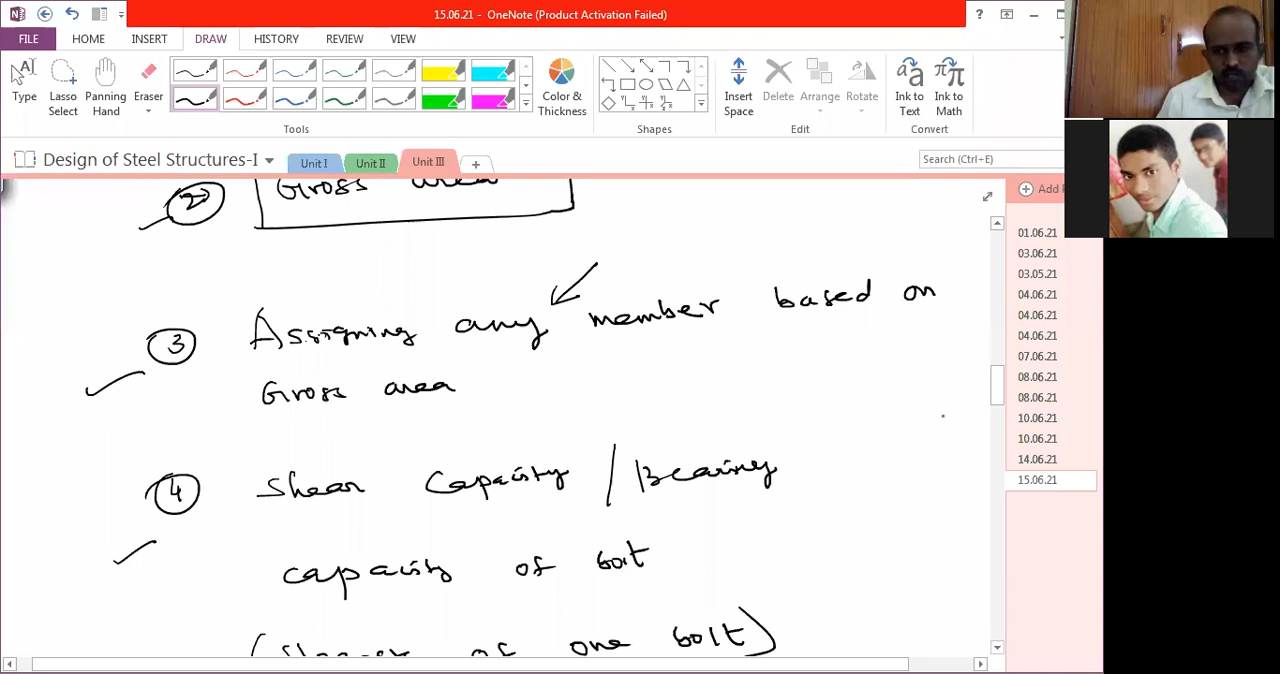 15.06.21 - OneNote (Product Activation Failed)
FILE HOME INSERT DRAW HISTORY REVIEW VIEW
Type
Lasso Select
Panning Hand
Eraser
Color & Thickness
Insert Space
Delete
Arrange
Rotate
Ink to Text
Ink to Math
Tools
Shapes
Edit
Convert
Design of Steel Structures-I
Unit I
Unit II
Unit III
Search (Ctrl+E)
Add
01.06.21
03.06.21
03.05.21
04.06.21
04.06.21
04.06.21
07.06.21
08.06.21
08.06.21
10.06.21
10.06.21
14.06.21
15.06.21
2 Gross area
3 Assigning any member based on
Gross area
4 Shear Capacity / Bearing
capacity of bolt
of one bolt)